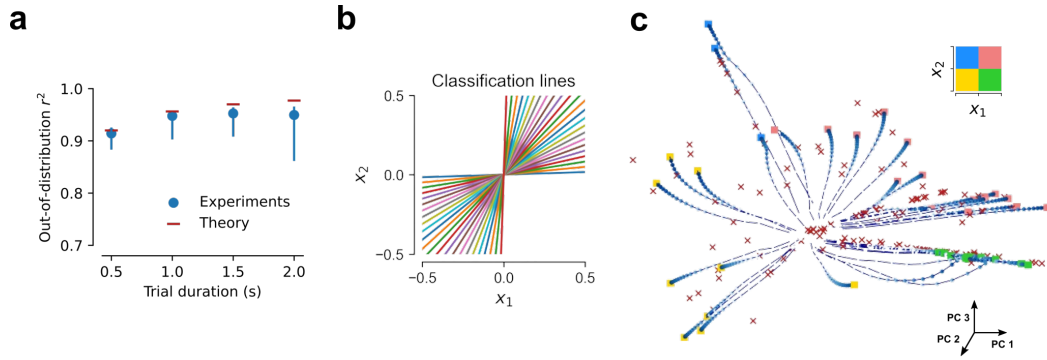 a
Out-of-distribution r²
1.0
0.9
0.8
0.7
Experiments
Theory
0.5
1.0
1.5
2.0
Trial duration (s)
b
Classification lines
x₂
0.5
0.0
−0.5
−0.5
0.0
0.5
x₁
c
x₂
x₁
PC 3
PC 2
PC 1